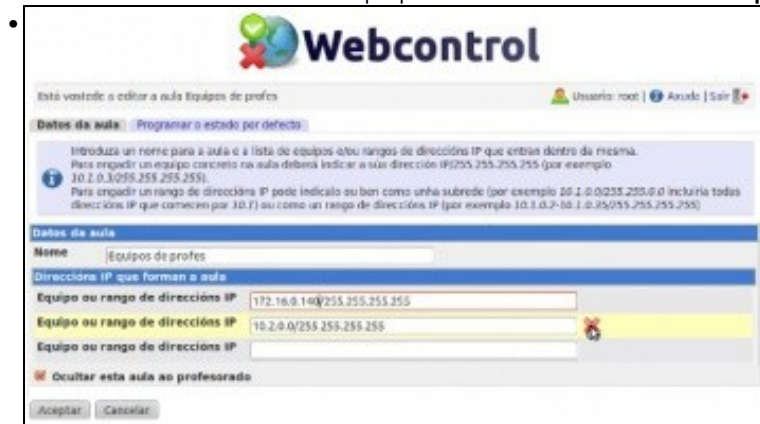 Webcontrol
Está vostede a editar a aula Equipos de profes
Usuario: root | Axuda | Sair
Datos da aula Programar o estado por defecto
Introduza un nome para a aula e a lista de equipos e/ou rangos de direccións IP que entran dentro da mesma.
Para engadir un equipo concreto na aula deberá indicar a súa dirección IP/255.255.255.255 (por exemplo
10.1.0.3/255.255.255.255).
Para engadir un rango de direccións IP pode indicalo ou ben como unha subrede (por exemplo 10.1.0.0/255.255.0.0 incluiría todas
direccións IP que comecen por 10.1) ou como un rango de direccións IP (por exemplo 10.1.0.2-10.1.0.35/255.255.255.255)
Datos da aula
Nome Equipos de profes
Direccións IP que forman a aula
Equipo ou rango de direccións IP 172.16.0.140/255.255.255.255
Equipo ou rango de direccións IP 10.2.0.0/255.255.255.255
Equipo ou rango de direccións IP
Ocultar esta aula ao profesorado
Aceptar Cancelar